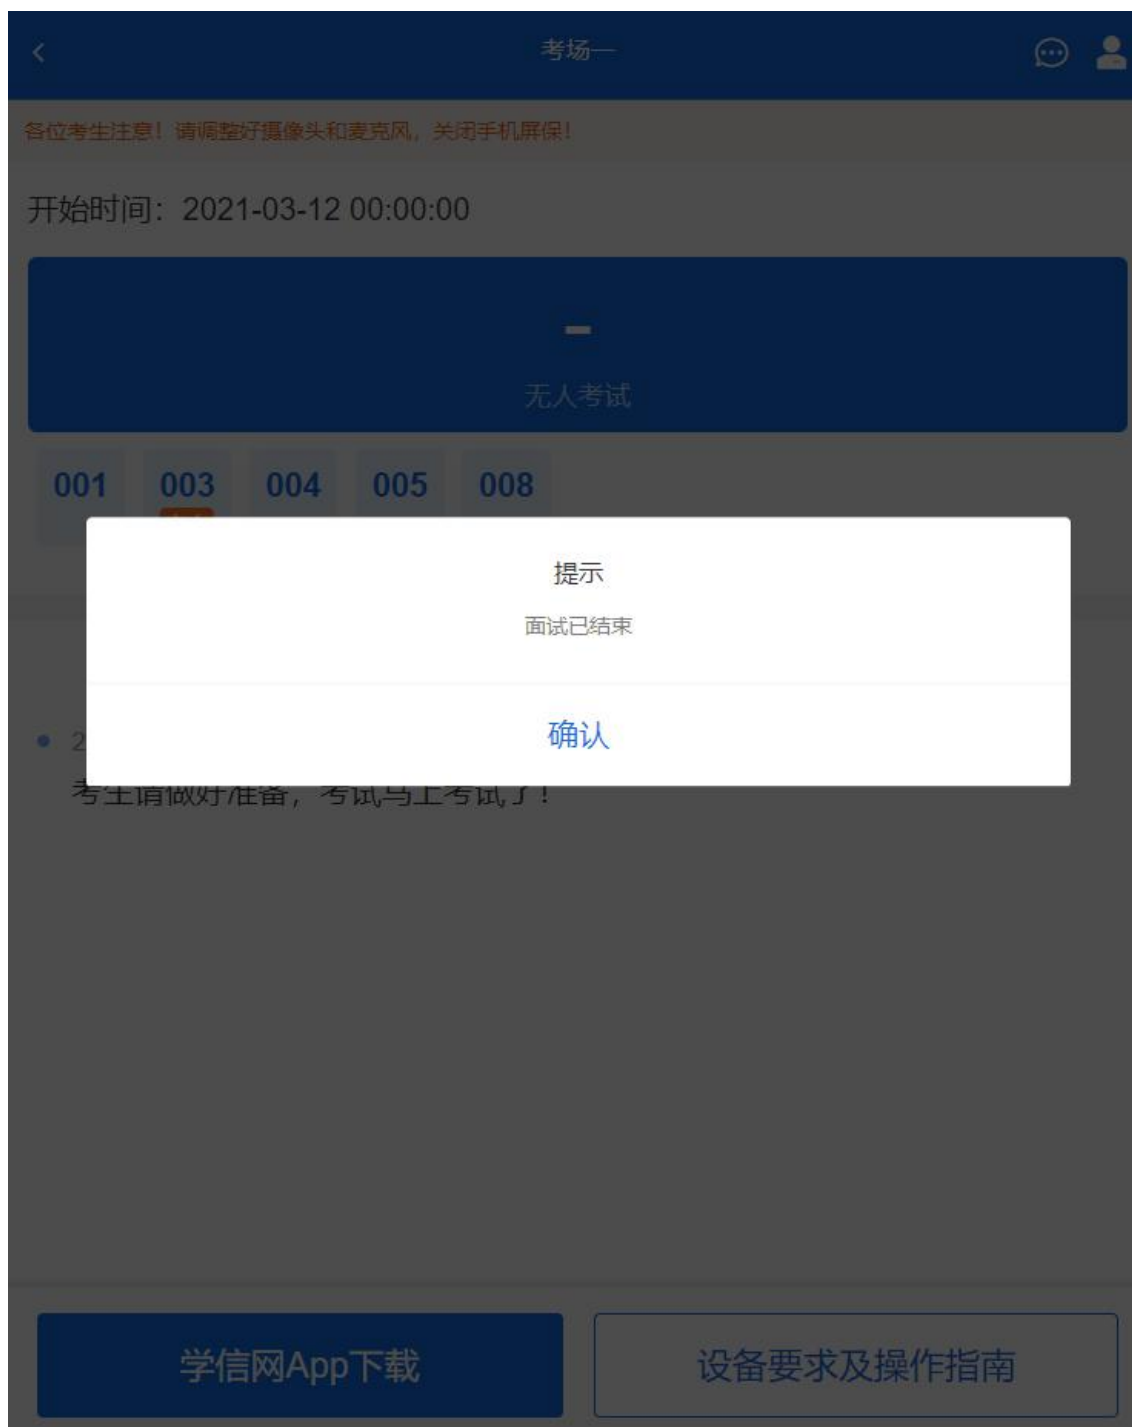 考场一
各位考生注意！请调整好摄像头和麦克风，关闭手机屏保！
开始时间：2021-03-12 00:00:00
-
无人考试
001 003 004 005 008
提示
面试已结束
确认
2
考生请做好准备，考试马上考试了！
学信网App下载 设备要求及操作指南